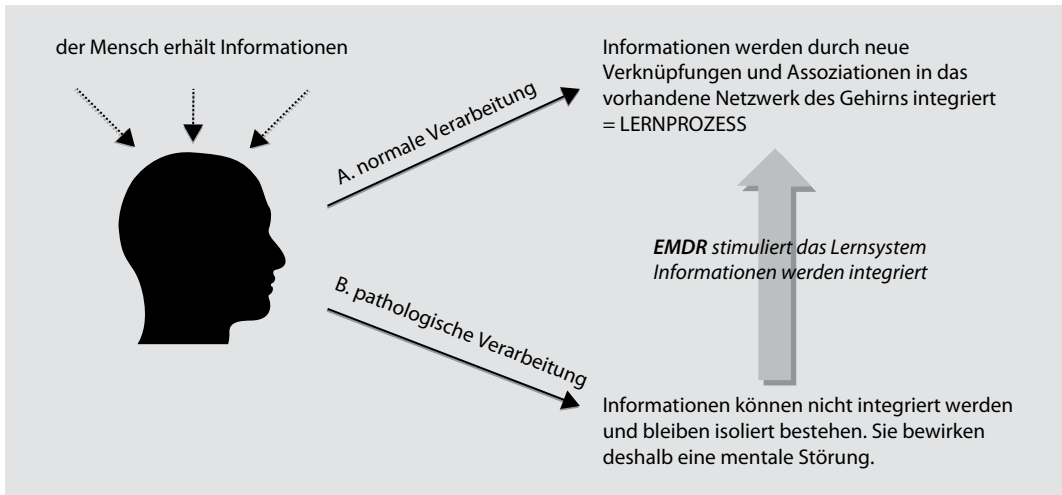 der Mensch erhält Informationen
A. normale Verarbeitung
Informationen werden durch neue
Verknüpfungen und Assoziationen in das
vorhandene Netzwerk des Gehirns integriert
= LERNPROZESS
EMDR stimuliert das Lernsystem
Informationen werden integriert
B. pathologische Verarbeitung
Informationen können nicht integriert werden
und bleiben isoliert bestehen. Sie bewirken
deshalb eine mentale Störung.